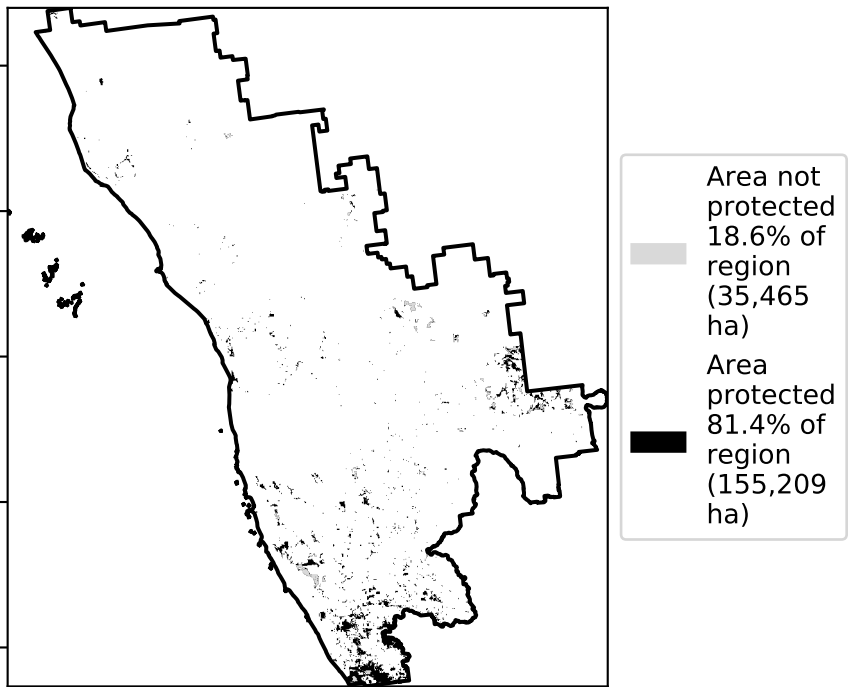 Area not
protected
18.6% of
region
(35,465
ha)
Area
protected
81.4% of
region
(155,209
ha)